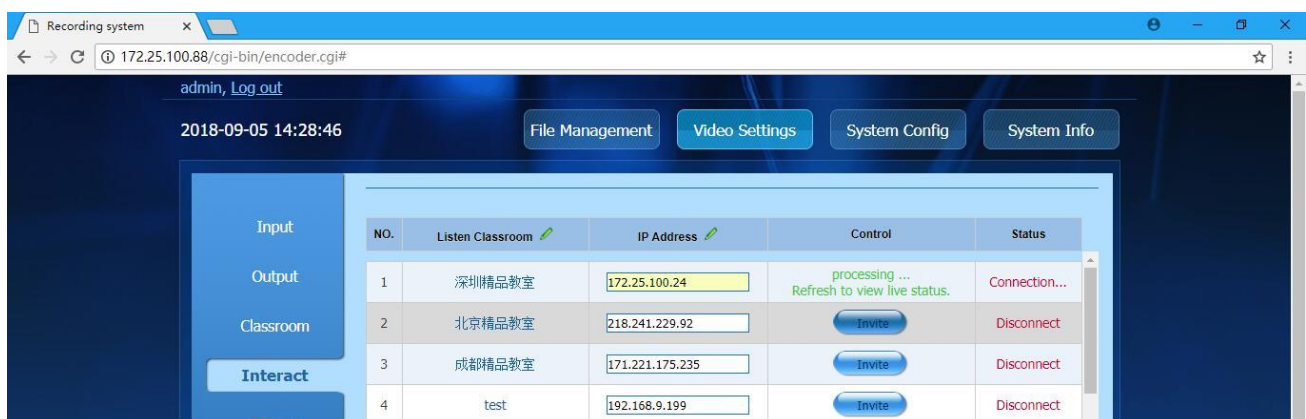 Recording system
172.25.100.88/cgi-bin/encoder.cgi#
admin, Log out
2018-09-05 14:28:46
File Management
Video Settings
System Config
System Info
Input
Output
Classroom
Interact
NO. Listen Classroom IP Address Control Status
1 深圳精品教室 172.25.100.24 processing ... Connection...
Refresh to view live status.
2 北京精品教室 218.241.229.92 Invite Disconnect
3 成都精品教室 171.221.175.235 Invite Disconnect
4 test 192.168.9.199 Invite Disconnect